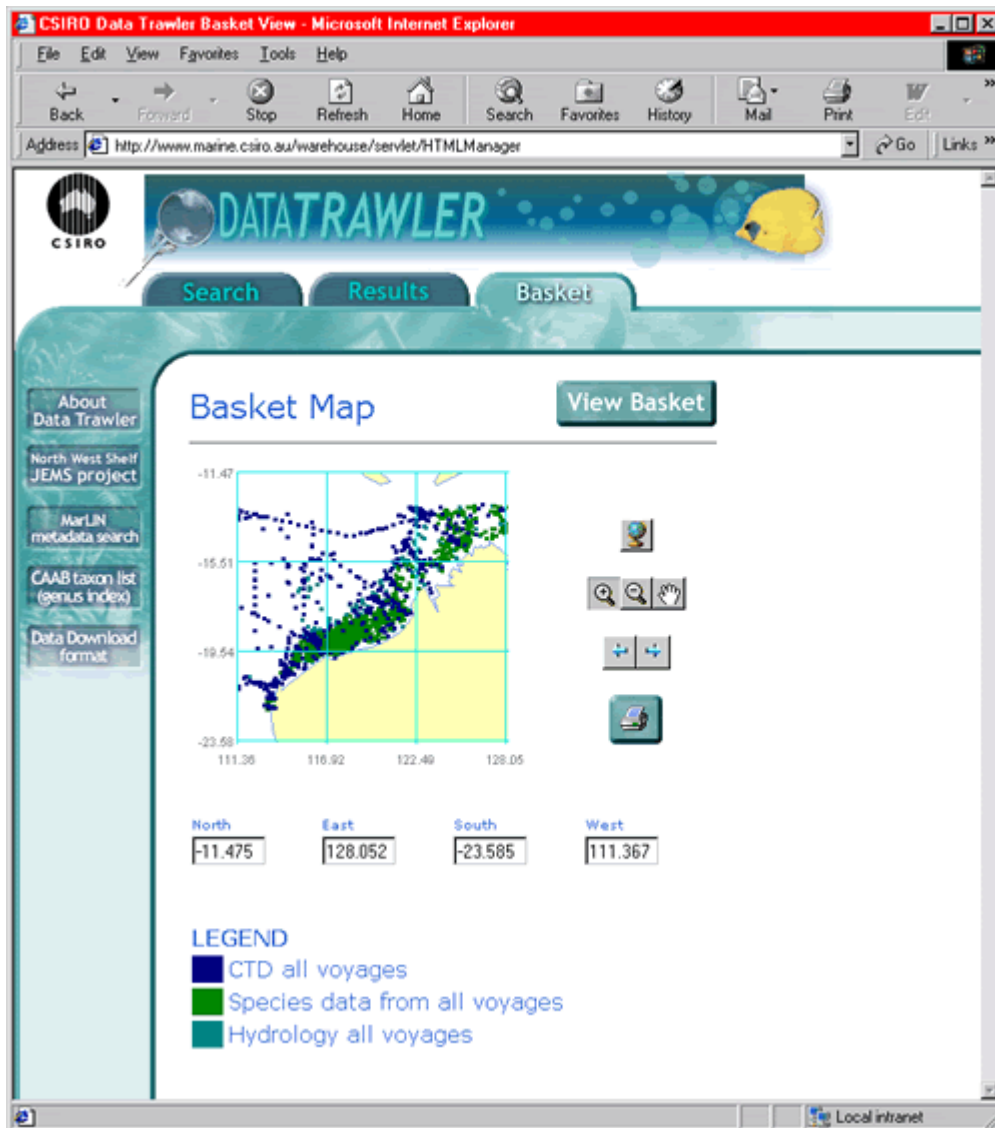 CSIRO Data Trawler Basket View - Microsoft Internet Explorer
File Edit View Favorites Tools Help
Back Forward Stop Refresh Home Search Favorites History Mail Print Edit
Address http://www.marine.csiro.au/warehouse/servlet/HTMLManager Go Links
CSIRO
DATATRAWLER
Search Results Basket
About
Data Trawler
North West Shelf
JEMS project
MarLIN
metadata search
CAAB taxon list
(genus index)
Data Download
format
Basket Map View Basket
-11.47
-15.51
-19.54
-23.58
111.36 116.92 122.49 128.05
North East South West
-11.475 128.052 -23.585 111.367
LEGEND
CTD all voyages
Species data from all voyages
Hydrology all voyages
Local intranet